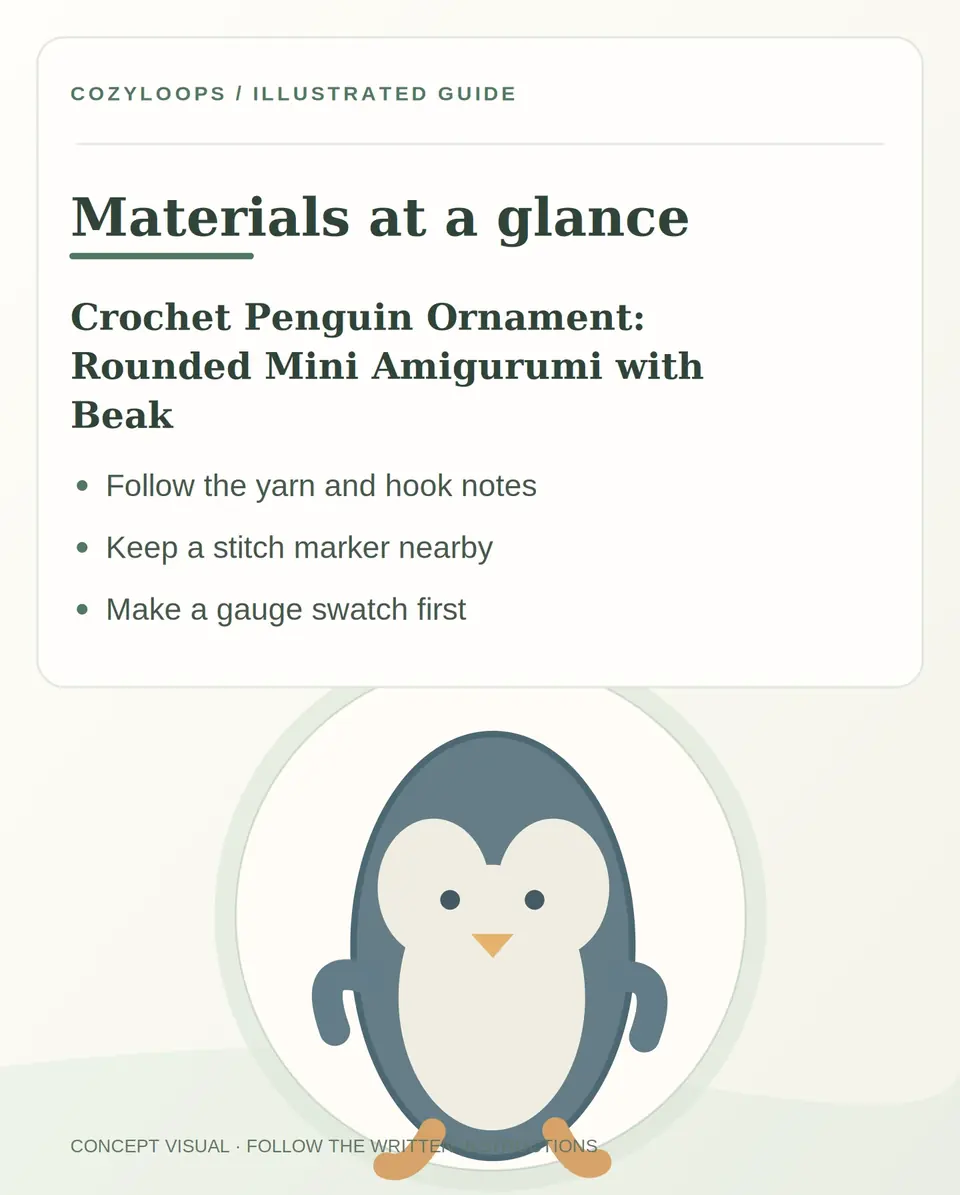 COZYLOOPS / ILLUSTRATED GUIDE
Materials at a glance
Crochet Penguin Ornament:
Rounded Mini Amigurumi with
Beak
• Follow the yarn and hook notes
• Keep a stitch marker nearby
• Make a gauge swatch first
CONCEPT VISUAL · FOLLOW THE WRITTEN INSTRUCTIONS